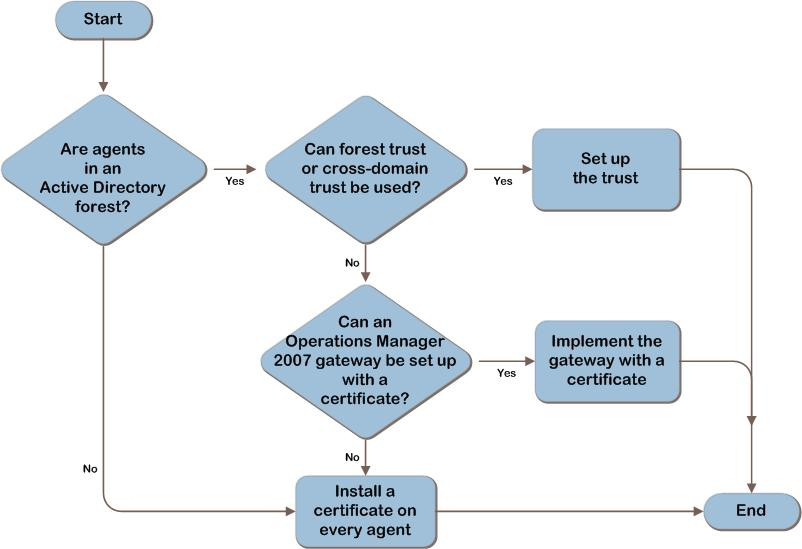 Start
Are agents
in an
Active Directory
forest?
Yes
Can forest trust
or cross-domain
trust be used?
Yes
Set up
the trust
No
Can an
Operations Manager
2007 gateway be set up
with a
certificate?
Yes
Implement the
gateway with a
certificate
No
No
Install a
certificate on
every agent
End